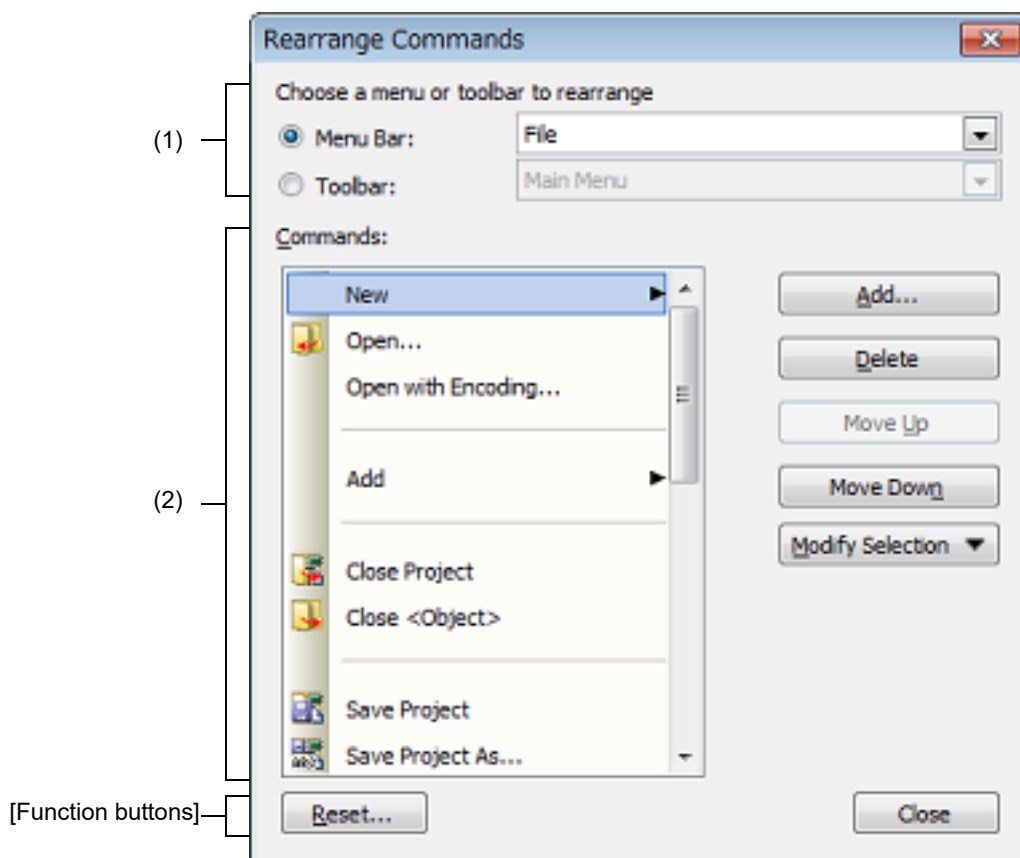 Rearrange Commands
Choose a menu or toolbar to rearrange
(1)
Menu Bar: File
Toolbar: Main Menu
Commands:
New
Add...
Open...
Delete
Open with Encoding...
Move Up
Add
Move Down
(2)
Modify Selection
Close Project
Close <Object>
Save Project
Save Project As...
[Function buttons]
Reset...
Close